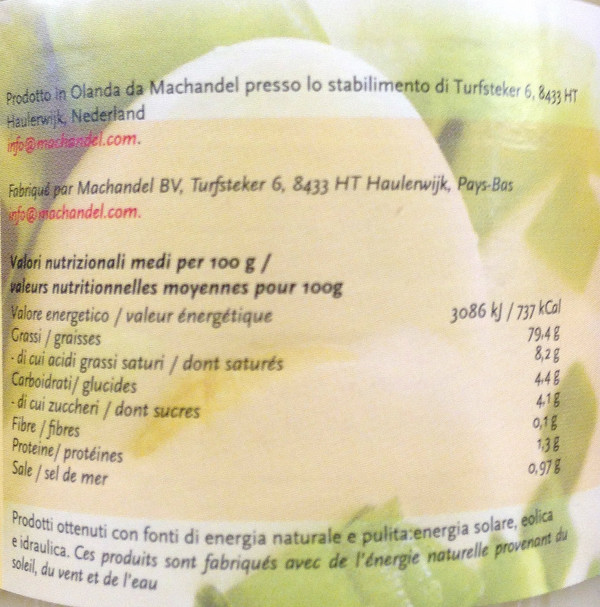 Prodotto in Olanda da Machandel presso lo stabilimento di Turfsteker 6, 8433 HT
Haulerwijk, Nederland
info@machandel.com.
Fabriqué par Machandel BV, Turfsteker 6, 8433 HT Haulerwijk, Pays-Bas
info@machandel.com.
Valori nutrizionali medi per 100 g /
valeurs nutritionnelles moyennes pour 100g
Valore energetico / valeur énergétique 3086 kJ / 737 kCal
Grassi / graisses 79,4 g
- di cui acidi grassi saturi / dont saturés 8,2 g
Carboidrati/ glucides 4,4 g
- di cui zuccheri / dont sucres 4,1 g
Fibre / fibres 0,1 g
Proteine/ protéines 1,3 g
Sale / sel de mer 0,97 g
Prodotti ottenuti con fonti di energia naturale e pulita:energia solare, eolica
e idraulica. Ces produits sont fabriqués avec de l'énergie naturelle provenant du
soleil, du vent et de l'eau